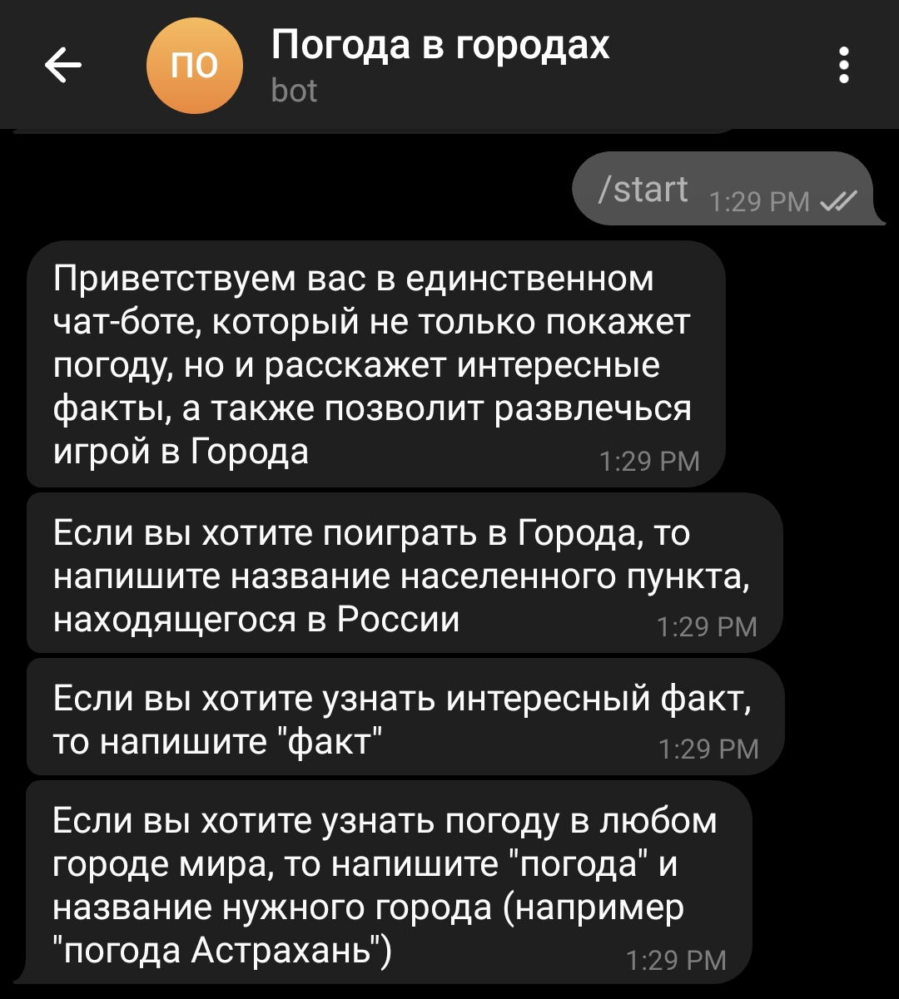 Погода в городах
ПО
bot
/start 1:29 PM
Приветствуем вас в единственном
чат-боте, который не только покажет
погоду, но и расскажет интересные
факты, а также позволит развлечься
игрой в Города 1:29 PM
Если вы хотите поиграть в Города, то
напишите название населенного пункта,
находящегося в России 1:29 PM
Если вы хотите узнать интересный факт,
то напишите "факт" 1:29 PM
Если вы хотите узнать погоду в любом
городе мира, то напишите "погода" и
название нужного города (например
"погода Астрахань") 1:29 PM